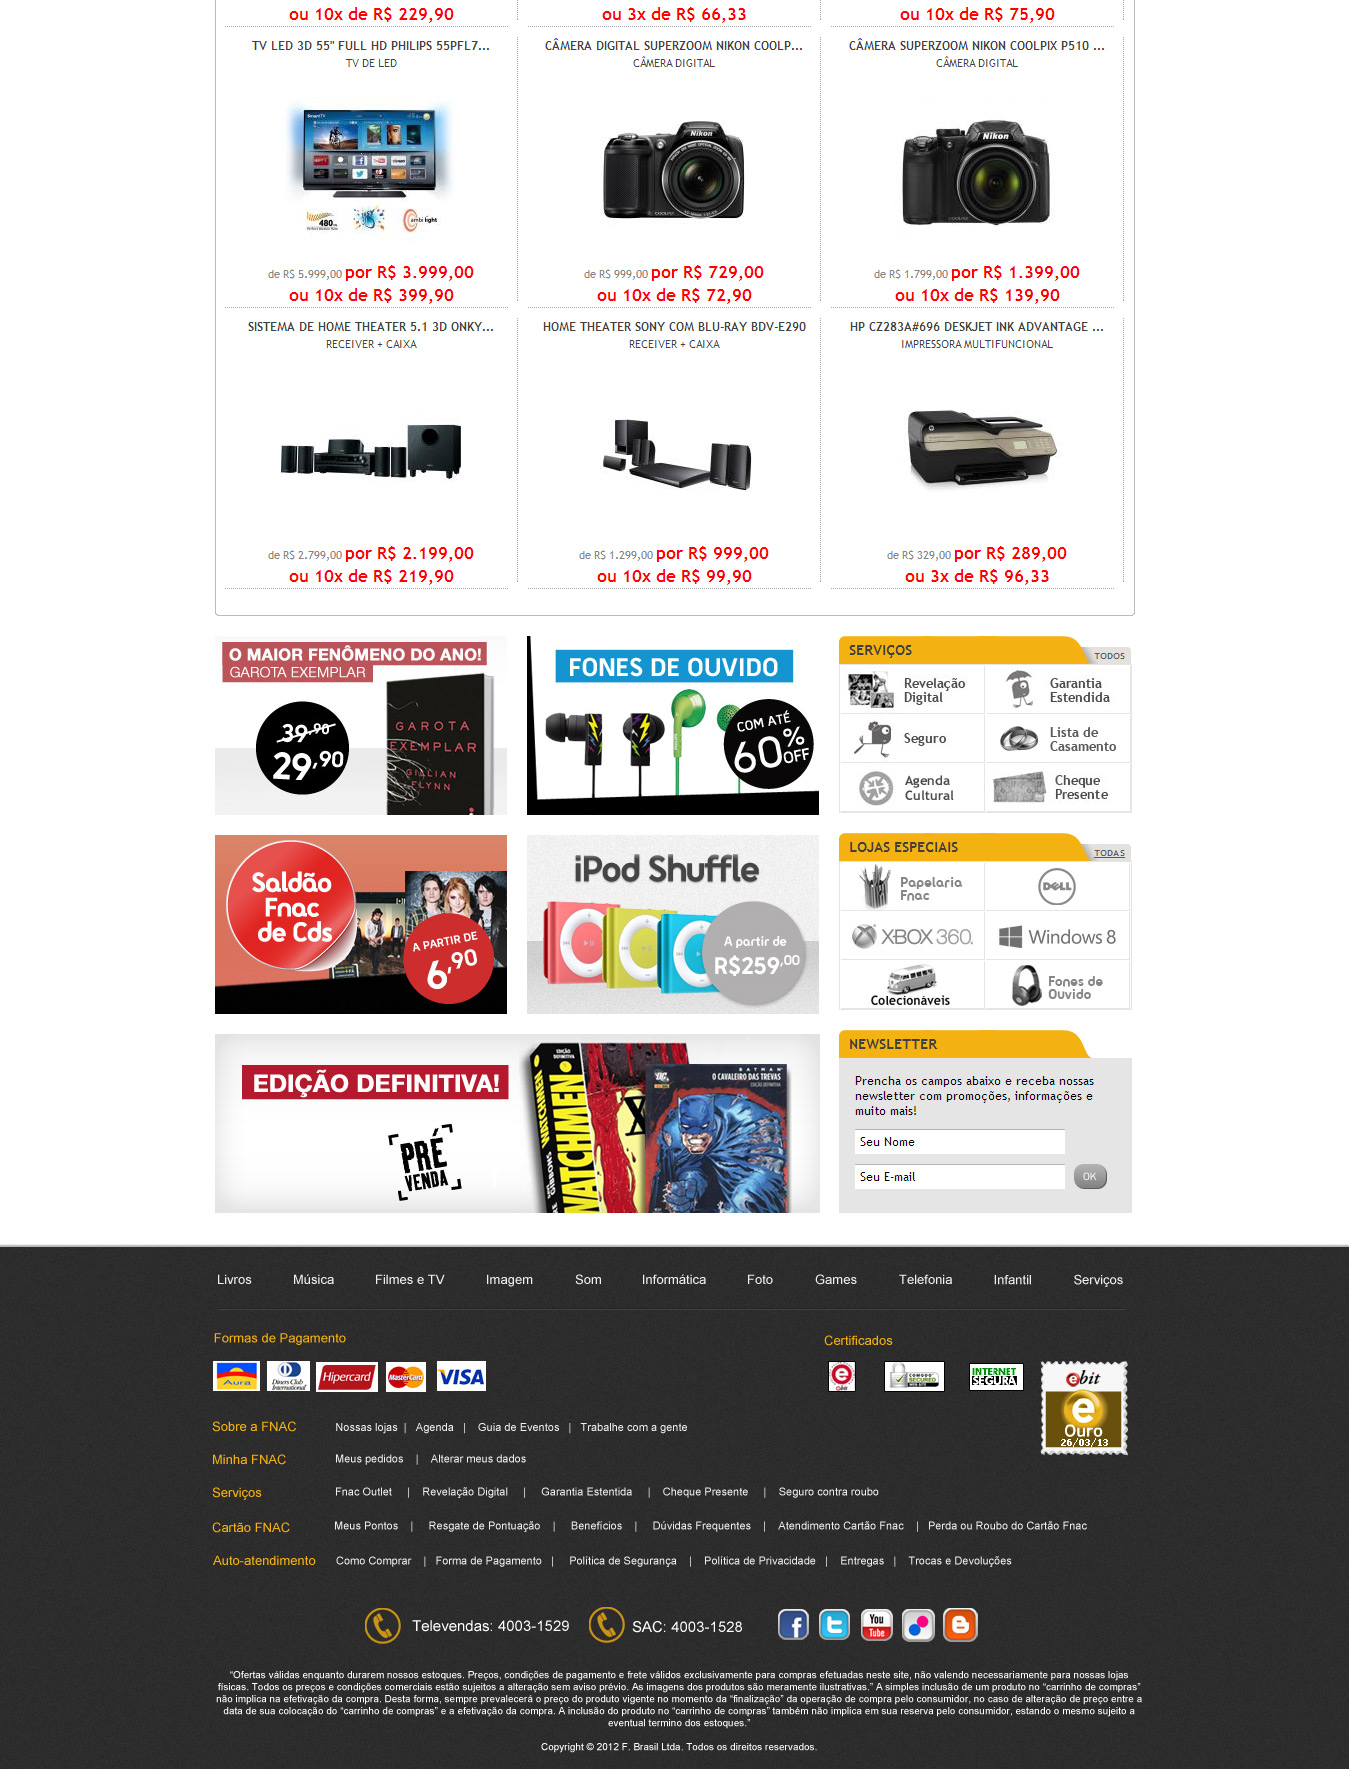 ou 10x de R$ 229,90
ou 3x de R$ 66,33
ou 10x de R$ 75,90
TV LED 3D 55" FULL HD PHILIPS 55PFL7...
TV DE LED
CÂMERA DIGITAL SUPERZOOM NIKON COOLP...
CÂMERA DIGITAL
CÂMERA SUPERZOOM NIKON COOLPIX P510 ...
CÂMERA DIGITAL
SmartTV
480
ambi light
Nikon
COOLPIX
Nikon
COOLPIX
de R$ 5.999,00 por R$ 3.999,00
ou 10x de R$ 399,90
de R$ 999,00 por R$ 729,00
ou 10x de R$ 72,90
de R$ 1.799,00 por R$ 1.399,00
ou 10x de R$ 139,90
SISTEMA DE HOME THEATER 5.1 3D ONKY...
RECEIVER + CAIXA
HOME THEATER SONY COM BLU-RAY BDV-E290
RECEIVER + CAIXA
HP CZ283A#696 DESKJET INK ADVANTAGE ...
IMPRESSORA MULTIFUNCIONAL
de R$ 2.799,00 por R$ 2.199,00
ou 10x de R$ 219,90
de R$ 1.299,00 por R$ 999,00
ou 10x de R$ 99,90
de R$ 329,00 por R$ 289,00
ou 3x de R$ 96,33
O MAIOR FENÔMENO DO ANO!
GAROTA EXEMPLAR
39,90
29,90
GAROTA
EXEMPLAR
GILLIAN
FLYNN
FONES DE OUVIDO
COM ATÉ
60%
OFF
SERVIÇOS
TODOS
Revelação
Digital
Garantia
Estendida
Seguro
Lista de
Casamento
Agenda
Cultural
Cheque
Presente
Saldão
Fnac
de Cds
A PARTIR DE
6,90
iPod Shuffle
A partir de
R$259,00
LOJAS ESPECIAIS
TODAS
Papelaria
Fnac
DELL
XBOX 360.
Windows 8
Colecionáveis
Fones de
Ouvido
EDIÇÃO DEFINITIVA!
PRÉ
VENDA
EDIÇÃO DEFINITIVA
WATCHMEN
WATCHMEN
GIBBONS
DC
BATMAN
O CAVALEIRO DAS TREVAS
EDIÇÃO DEFINITIVA
NEWSLETTER
Prencha os campos abaixo e receba nossas
newsletter com promoções, informações e
muito mais!
Seu Nome
Seu E-mail
OK
Livros Música Filmes e TV Imagem Som Informática Foto Games Telefonia Infantil Serviços
Formas de Pagamento
Certificados
Aura
Diners Club
International
Hipercard
MasterCard
VISA
e
ebit
COMODO
SECURED
INTERNET
SEGURA
ebit
e
Ouro
26/03/13
Sobre a FNAC Nossas lojas | Agenda | Guia de Eventos | Trabalhe com a gente
Minha FNAC Meus pedidos | Alterar meus dados
Serviços Fnac Outlet | Revelação Digital | Garantia Estentida | Cheque Presente | Seguro contra roubo
Cartão FNAC Meus Pontos | Resgate de Pontuação | Benefícios | Dúvidas Frequentes | Atendimento Cartão Fnac | Perda ou Roubo do Cartão Fnac
Auto-atendimento Como Comprar | Forma de Pagamento | Política de Segurança | Política de Privacidade | Entregas | Trocas e Devoluções
Televendas: 4003-1529
SAC: 4003-1528
You
Tube
“Ofertas válidas enquanto durarem nossos estoques. Preços, condições de pagamento e frete válidos exclusivamente para compras efetuadas neste site, não valendo necessariamente para nossas lojas
físicas. Todos os preços e condições comerciais estão sujeitos a alteração sem aviso prévio. As imagens dos produtos são meramente ilustrativas.” A simples inclusão de um produto no “carrinho de compras”
não implica na efetivação da compra. Desta forma, sempre prevalecerá o preço do produto vigente no momento da “finalização” da operação de compra pelo consumidor, no caso de alteração de preço entre a
data de sua colocação do “carrinho de compras” e a efetivação da compra. A inclusão do produto no “carrinho de compras” também não implica em sua reserva pelo consumidor, estando o mesmo sujeito a
eventual termino dos estoques.”
Copyright © 2012 F. Brasil Ltda. Todos os direitos reservados.